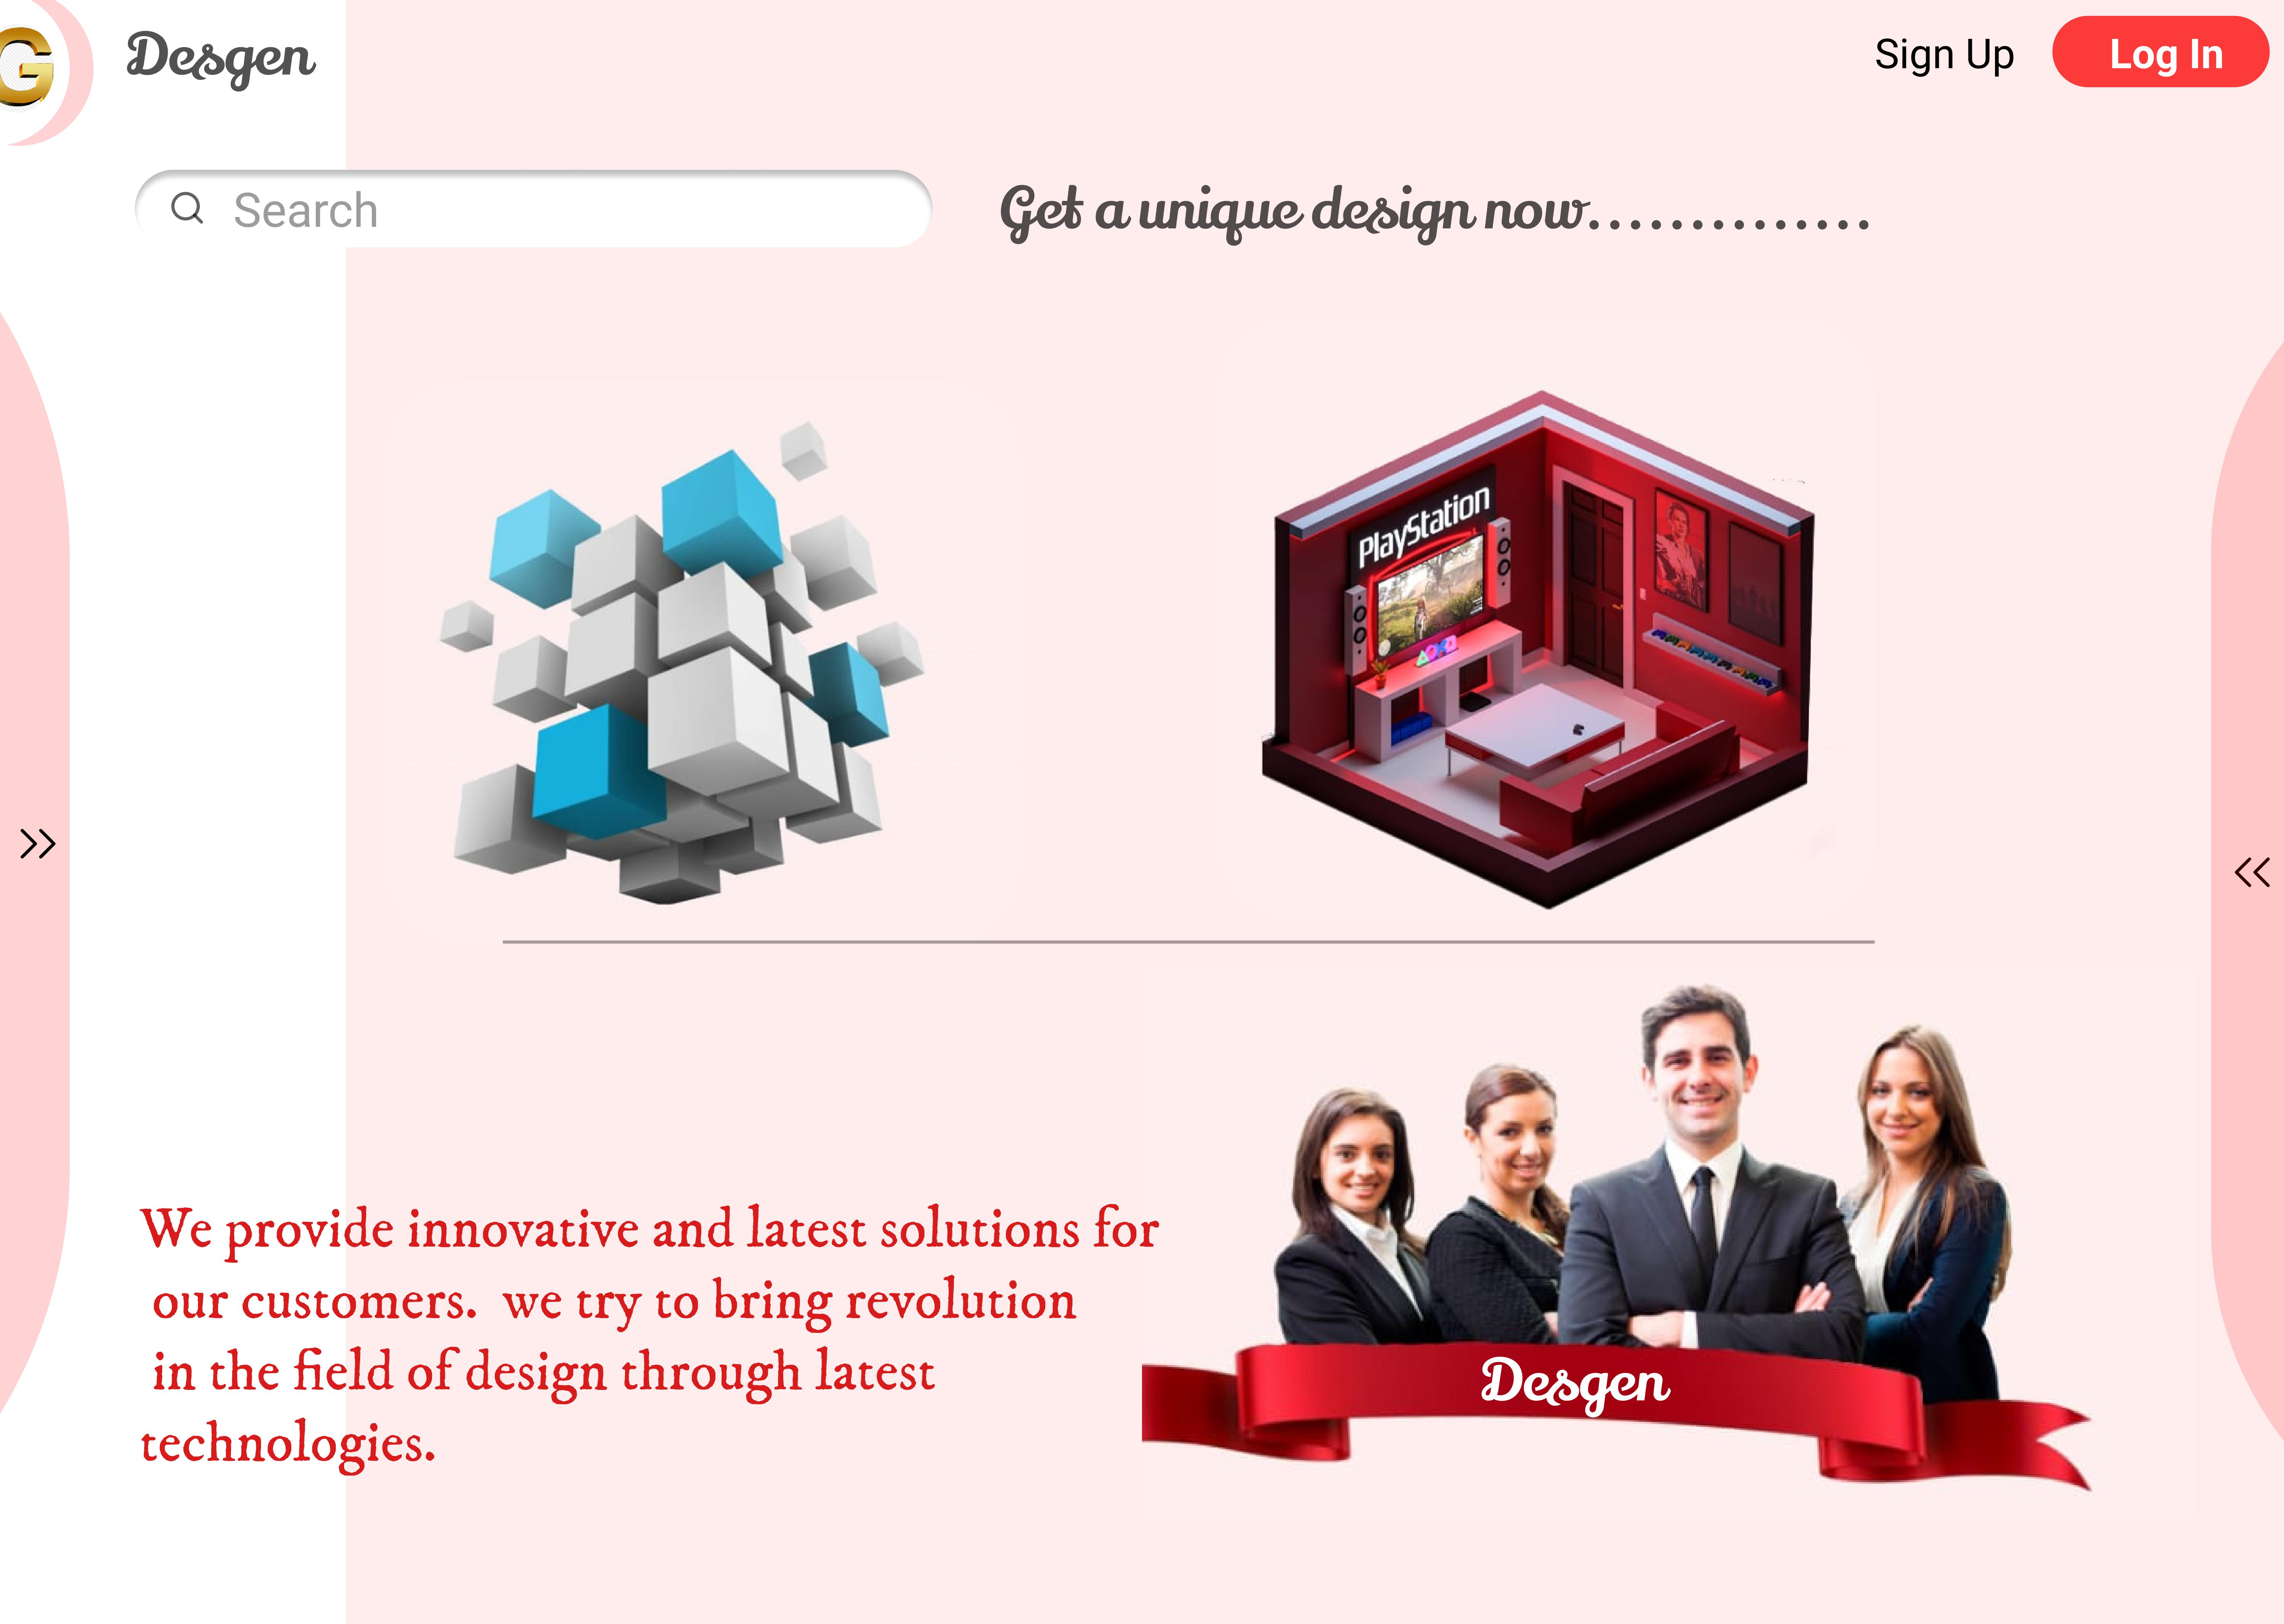 G
Desgen
Sign Up
Log In
Search
Get a unique design now..............
PlayStation
We provide innovative and latest solutions for
our customers.  we try to bring revolution
in the field of design through latest
technologies.
Desgen